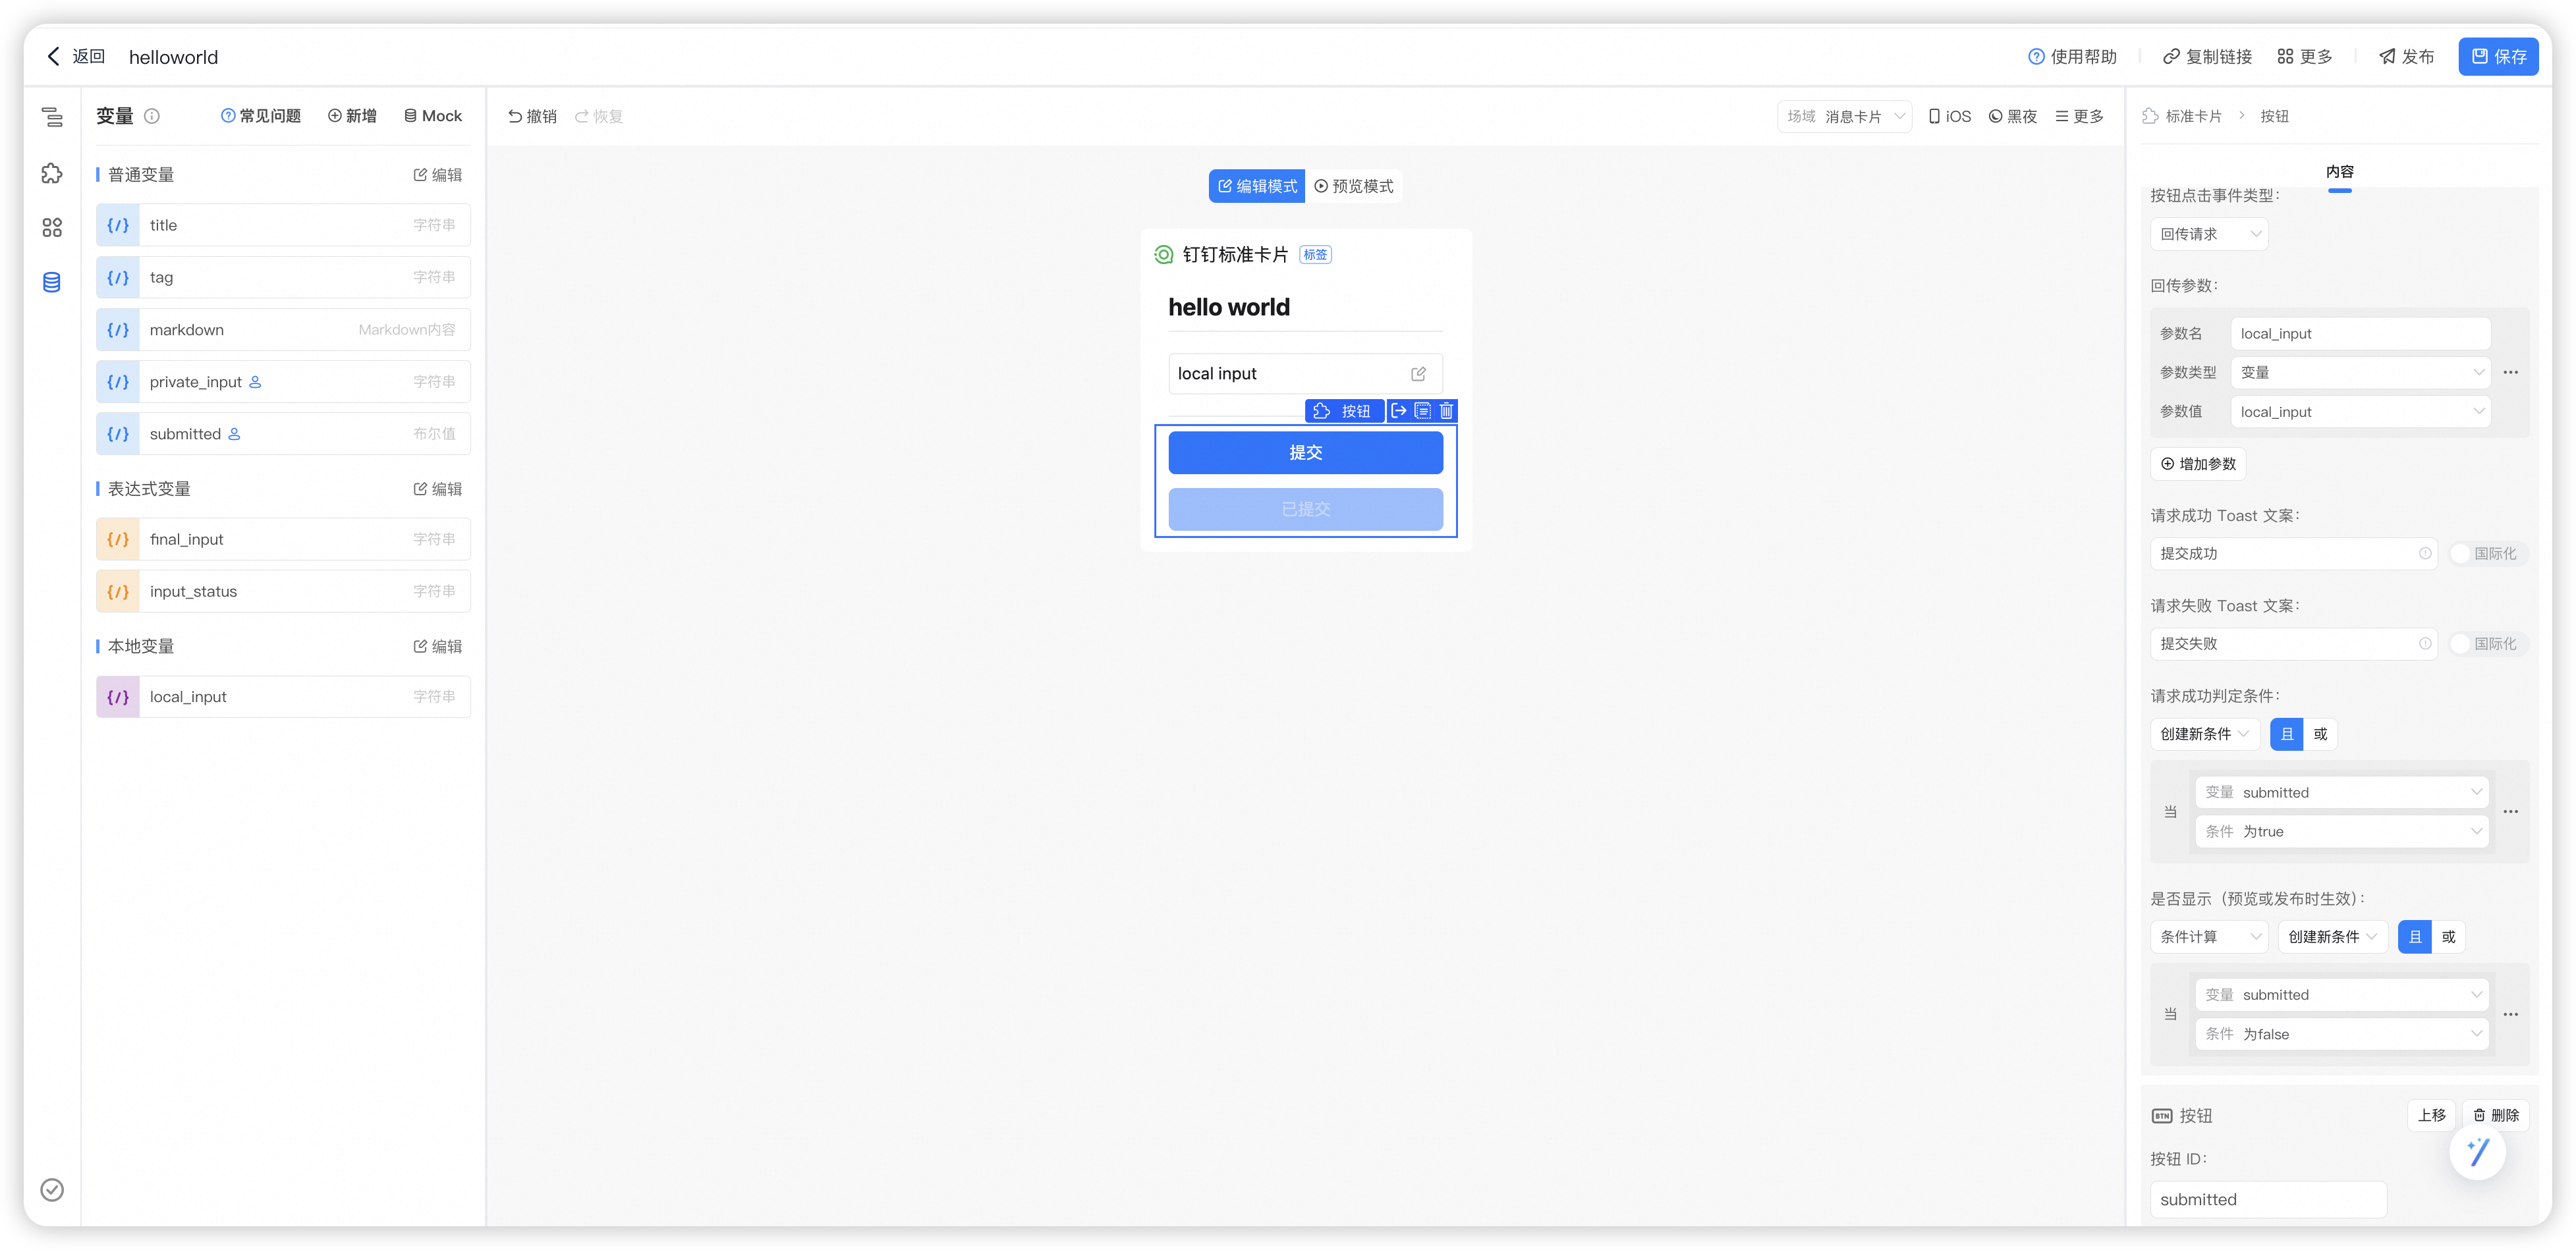 返回 helloworld 使用帮助 复制链接 更多 发布 保存
变量 常见问题 新增 Mock
普通变量 编辑
{/} title 字符串
{/} tag 字符串
{/} markdown Markdown内容
{/} private_input 字符串
{/} submitted 布尔值
表达式变量 编辑
{/} final_input 字符串
{/} input_status 字符串
本地变量 编辑
{/} local_input 字符串
撤销 恢复 场域 消息卡片 iOS 黑夜 更多
编辑模式 预览模式
钉钉标准卡片 标签
hello world
local input
按钮
提交
已提交
标准卡片 > 按钮
内容
按钮点击事件类型:
回传请求
回传参数:
参数名 local_input
参数类型 变量
参数值 local_input
增加参数
请求成功 Toast 文案:
提交成功 国际化
请求失败 Toast 文案:
提交失败 国际化
请求成功判定条件:
创建新条件 且 或
当
变量 submitted
条件 为true
是否显示（预览或发布时生效）:
条件计算 创建新条件 且 或
当
变量 submitted
条件 为false
BTN 按钮 上移 删除
按钮 ID:
submitted